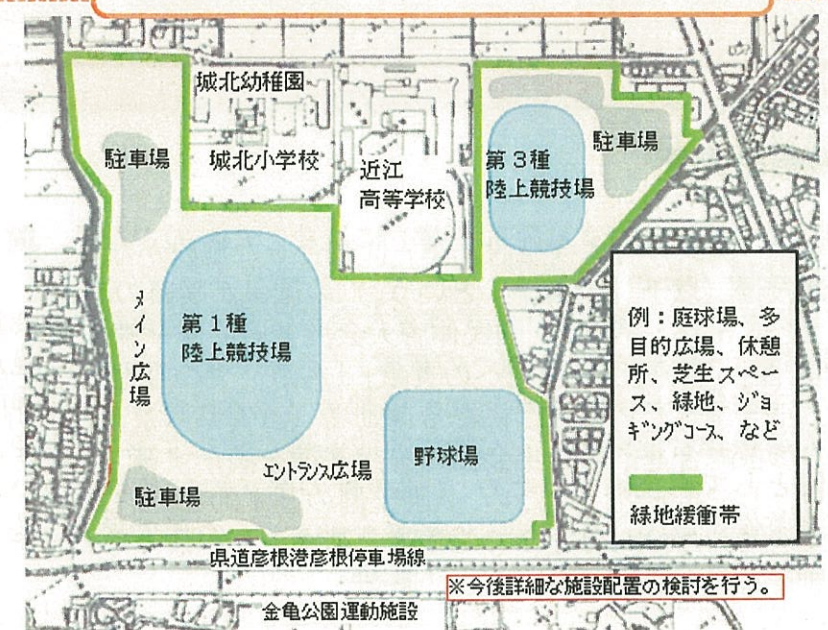 城北幼稚園
駐車場
城北小学校
近江
高等学校
第3種
陸上競技場
駐車場
メイン広場
第1種
陸上競技場
例：庭球場、多
目的広場、休憩
所、芝生スペー
ス、緑地、ジョ
ギングコース、など
緑地緩衝帯
野球場
エントランス広場
駐車場
県道彦根港彦根停車場線
※今後詳細な施設配置の検討を行う。
金亀公園運動施設